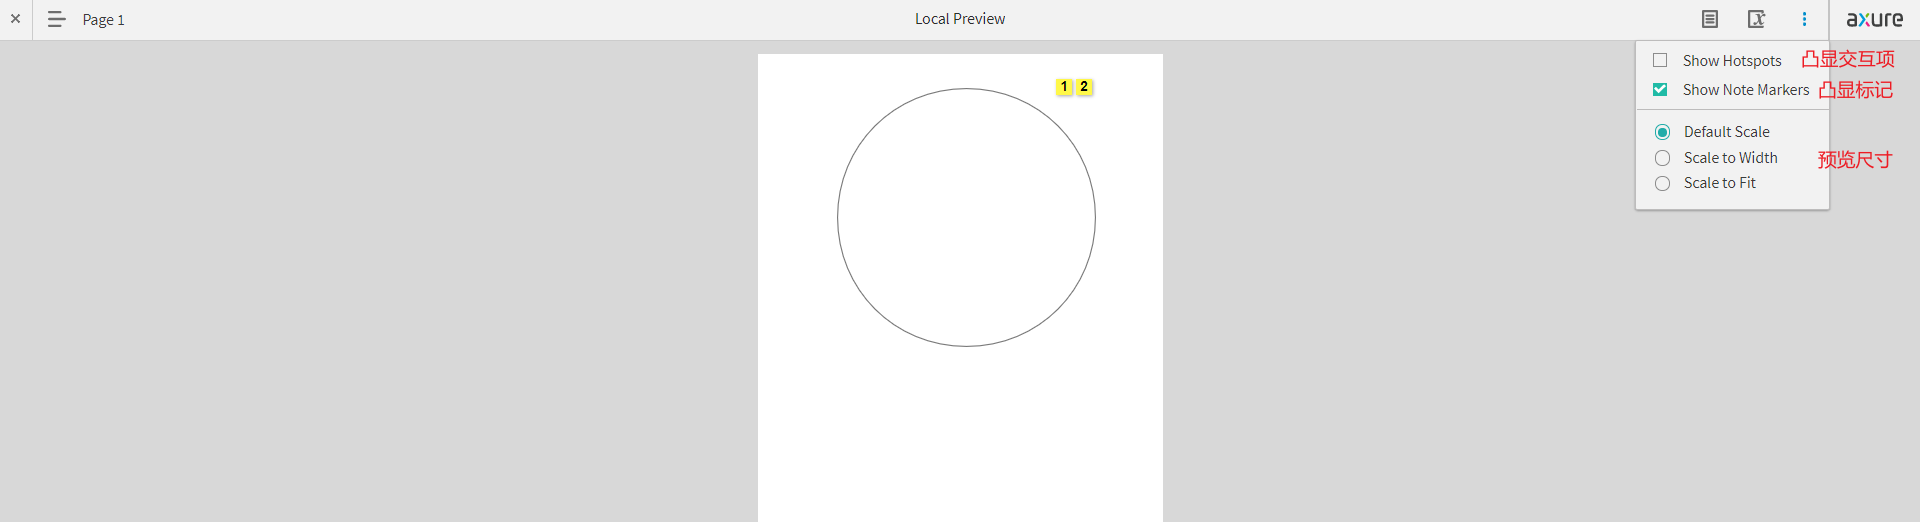 Page 1
Local Preview
axure
Show Hotspots 凸显交互项
1 2
Show Note Markers 凸显标记
Default Scale
Scale to Width 预览尺寸
Scale to Fit